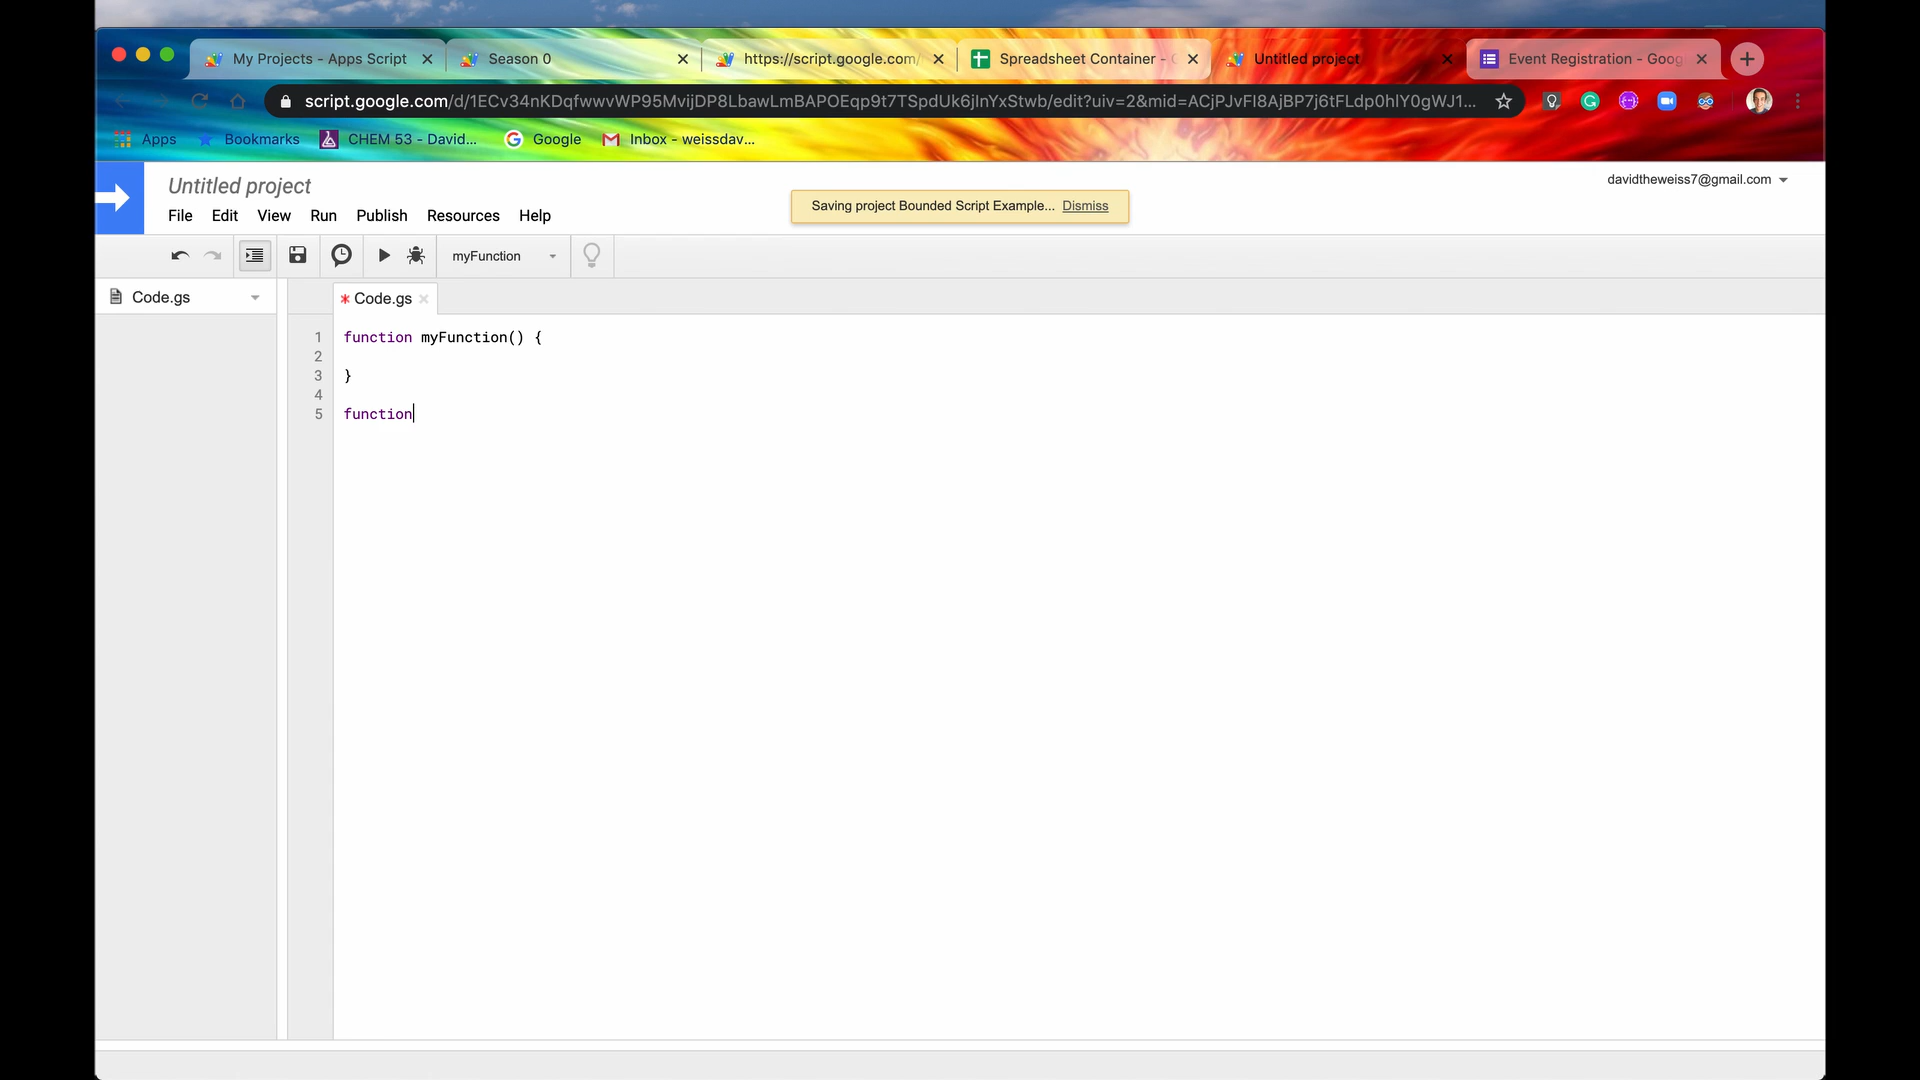 My Projects - Apps Script
Season 0
https://script.google.com/
Spreadsheet Container -
Untitled project
Event Registration - Goog
script.google.com/d/1ECv34nKDqfwwvWP95MvijDP8LbawLmBAPOEqp9t7TSpdUk6jInYxStwb/edit?uiv=2&mid=ACjPJvFI8AjBP7j6tFLdp0hlY0gWJ1...
Apps
Bookmarks
CHEM 53 - David...
Google
Inbox - weissdav...
Untitled project
Saving project Bounded Script Example... Dismiss
davidtheweiss7@gmail.com
File Edit View Run Publish Resources Help
myFunction
Code.gs
* Code.gs
1 function myFunction() {
2
3 }
4
5 function